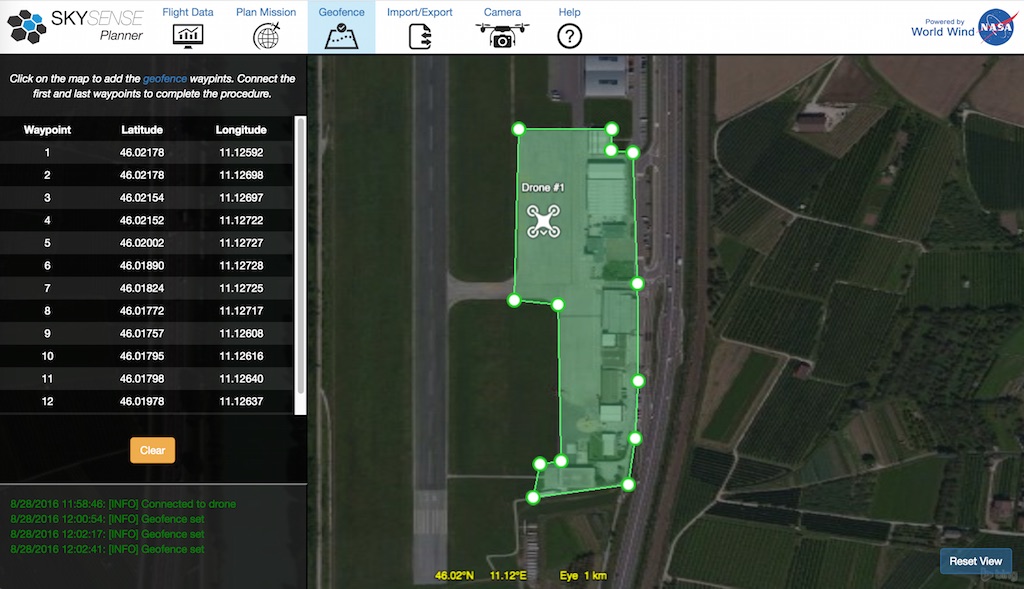 SKYSENSE
Planner
Flight Data
Plan Mission
Geofence
Import/Export
Camera
Help
Powered by
World Wind
NASA
Click on the map to add the geofence waypints. Connect the
first and last waypoints to complete the procedure.
Waypoint Latitude Longitude
1 46.02178 11.12592
2 46.02178 11.12698
3 46.02154 11.12697
4 46.02152 11.12722
5 46.02002 11.12727
6 46.01890 11.12728
7 46.01824 11.12725
8 46.01772 11.12717
9 46.01757 11.12608
10 46.01795 11.12616
11 46.01798 11.12640
12 46.01978 11.12637
Clear
8/28/2016 11:58:46: [INFO] Connected to drone
8/28/2016 12:00:54: [INFO] Geofence set
8/28/2016 12:02:17: [INFO] Geofence set
8/28/2016 12:02:41: [INFO] Geofence set
Drone #1
46.02°N 11.12°E Eye 1 km
Reset View